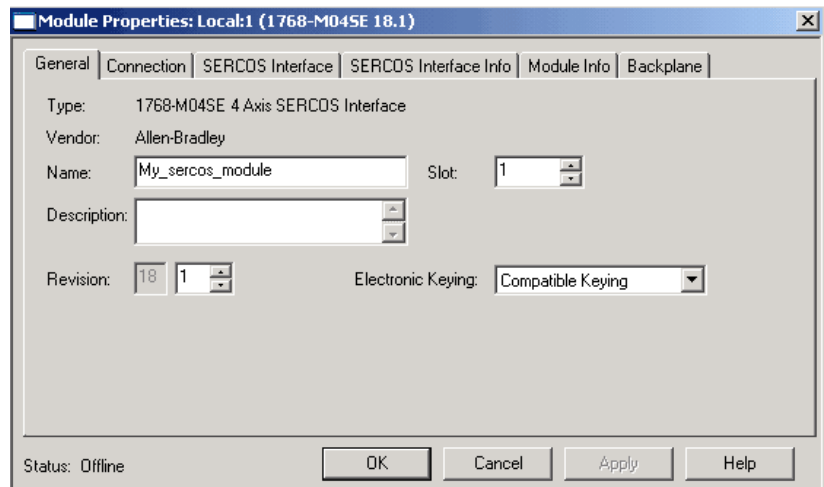 Module Properties: Local:1 (1768-M04SE 18.1)
General Connection SERCOS Interface SERCOS Interface Info Module Info Backplane
Type: 1768-M04SE 4 Axis SERCOS Interface
Vendor: Allen-Bradley
Name: My_sercos_module Slot: 1
Description:
Revision: 18 1 Electronic Keying: Compatible Keying
Status: Offline OK Cancel Apply Help